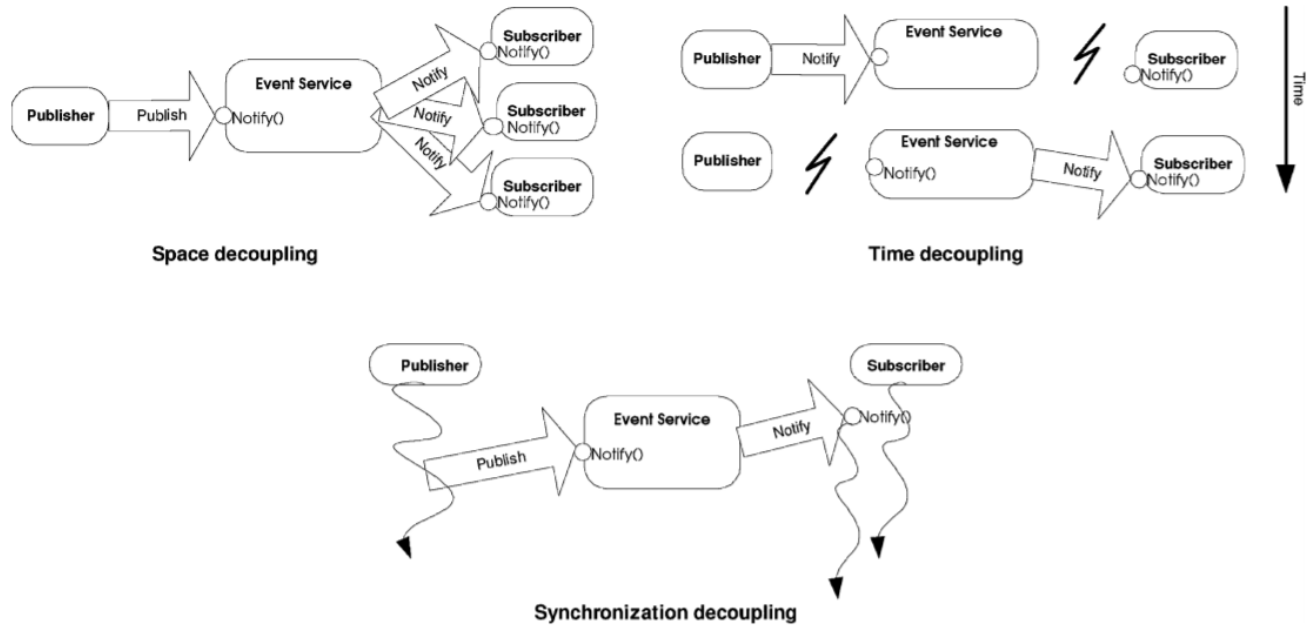 Publisher
Publish
Notify()
Event Service
Notify
Notify
Notify
Subscriber
Notify()
Subscriber
Notify()
Subscriber
Notify()
Space decoupling
Publisher
Notify
Event Service
Subscriber
Notify()
Publisher
Event Service
Notify()
Notify
Subscriber
Notify()
Time
Time decoupling
Publisher
Publish
Event Service
Notify()
Notify
Subscriber
Notify()
Synchronization decoupling